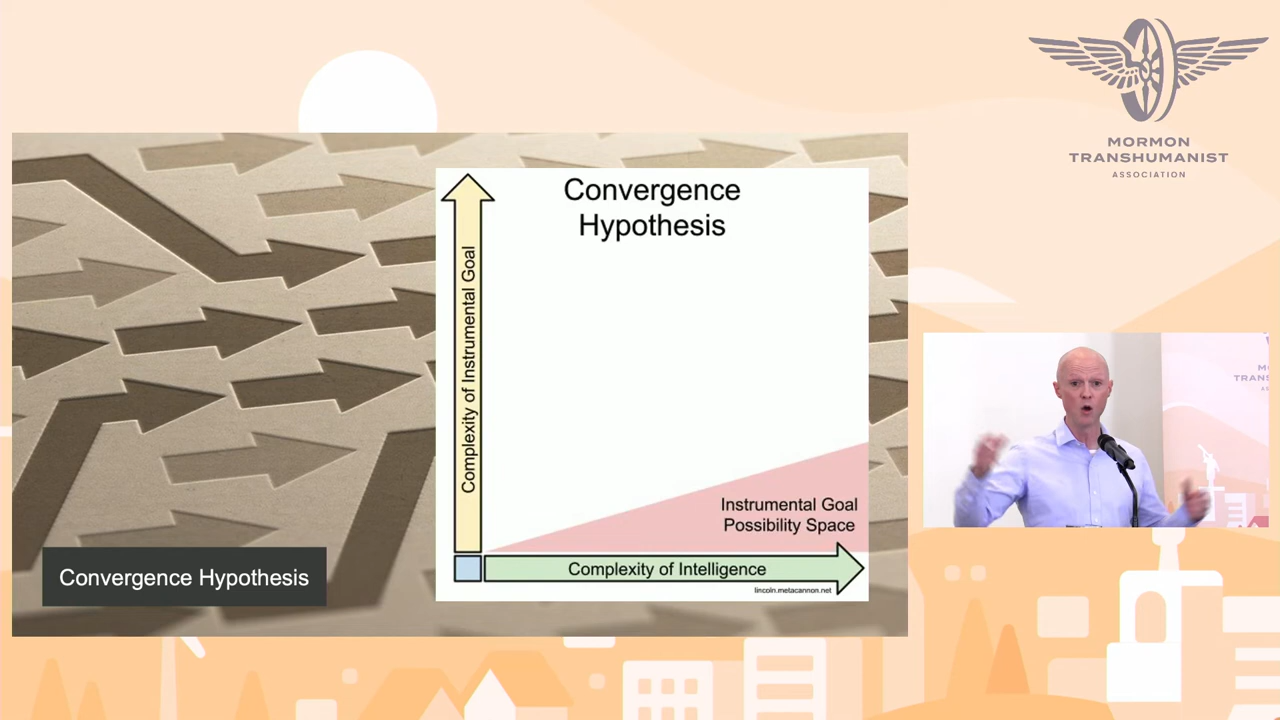 MORMON
TRANSHUMANIST
ASSOCIATION
Convergence
Hypothesis
Complexity of Instrumental Goal
Instrumental Goal
Possibility Space
Complexity of Intelligence
lincoln.metacannon.net
Convergence Hypothesis